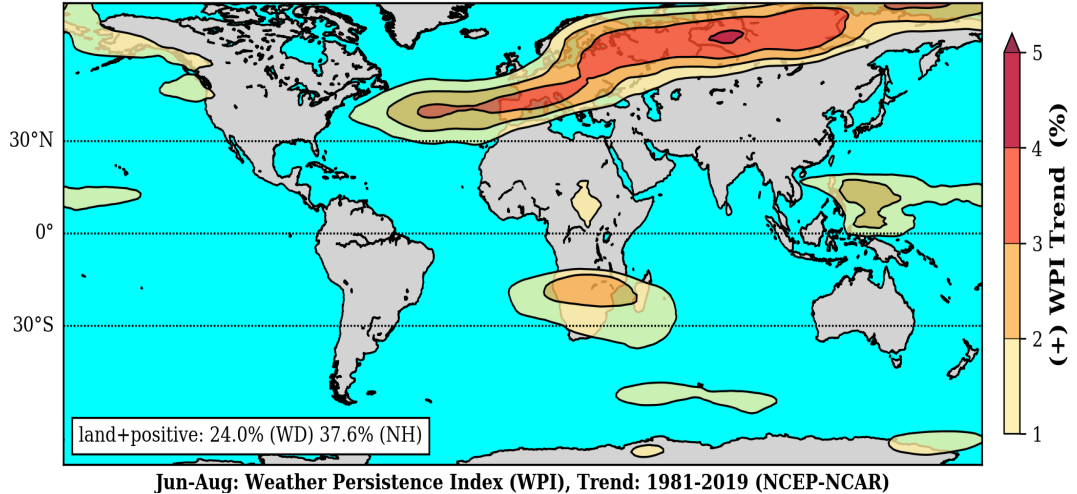 30°N
0°
30°S
land+positive: 24.0% (WD) 37.6% (NH)
5
4
3
2
1
(+) WPI Trend (%)
Jun-Aug: Weather Persistence Index (WPI), Trend: 1981-2019 (NCEP-NCAR)